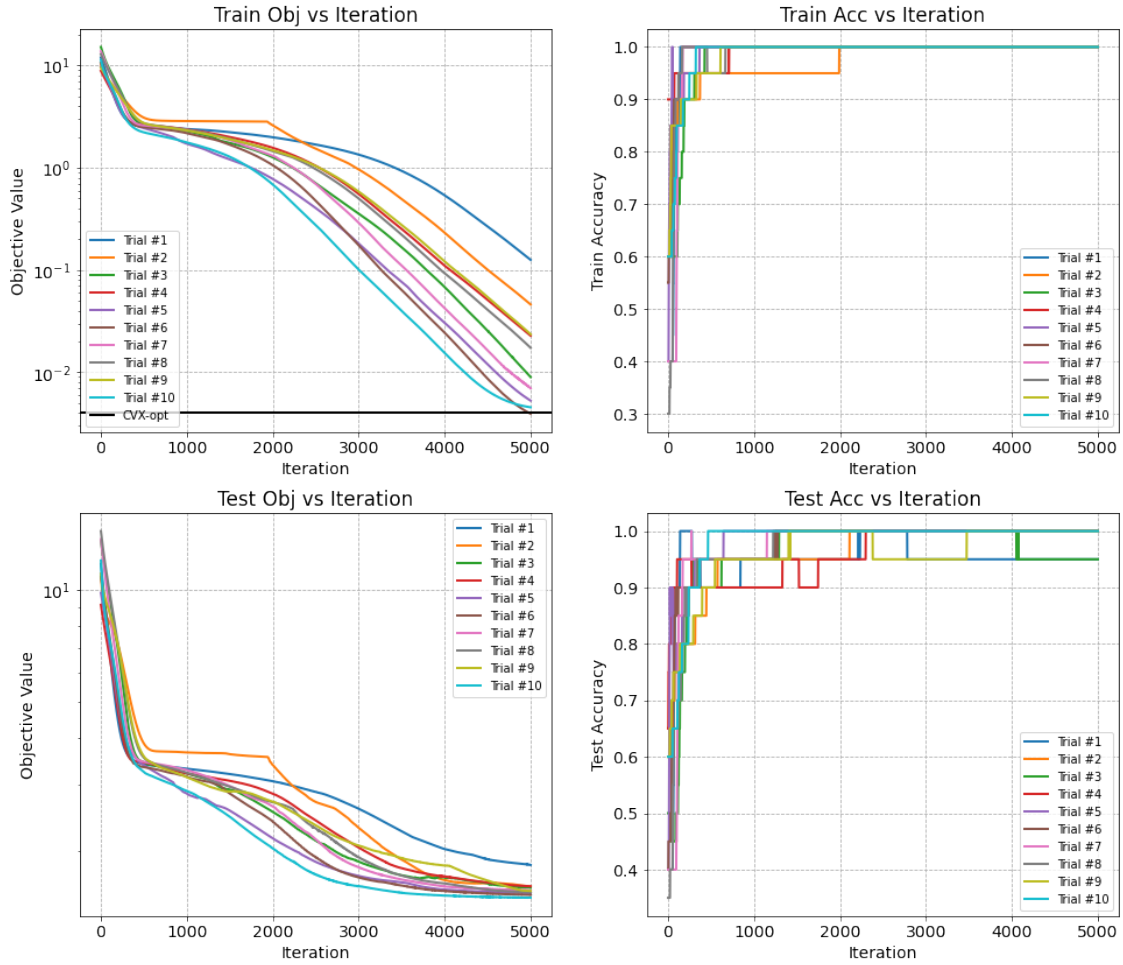 Train Obj vs Iteration
Objective Value
10¹
10⁰
10⁻¹
10⁻²
Trial #1
Trial #2
Trial #3
Trial #4
Trial #5
Trial #6
Trial #7
Trial #8
Trial #9
Trial #10
CVX-opt
0 1000 2000 3000 4000 5000
Iteration
Train Acc vs Iteration
Train Accuracy
1.0
0.9
0.8
0.7
0.6
0.5
0.4
0.3
Trial #1
Trial #2
Trial #3
Trial #4
Trial #5
Trial #6
Trial #7
Trial #8
Trial #9
Trial #10
0 1000 2000 3000 4000 5000
Iteration
Test Obj vs Iteration
Objective Value
10¹
Trial #1
Trial #2
Trial #3
Trial #4
Trial #5
Trial #6
Trial #7
Trial #8
Trial #9
Trial #10
0 1000 2000 3000 4000 5000
Iteration
Test Acc vs Iteration
Test Accuracy
1.0
0.9
0.8
0.7
0.6
0.5
0.4
Trial #1
Trial #2
Trial #3
Trial #4
Trial #5
Trial #6
Trial #7
Trial #8
Trial #9
Trial #10
0 1000 2000 3000 4000 5000
Iteration